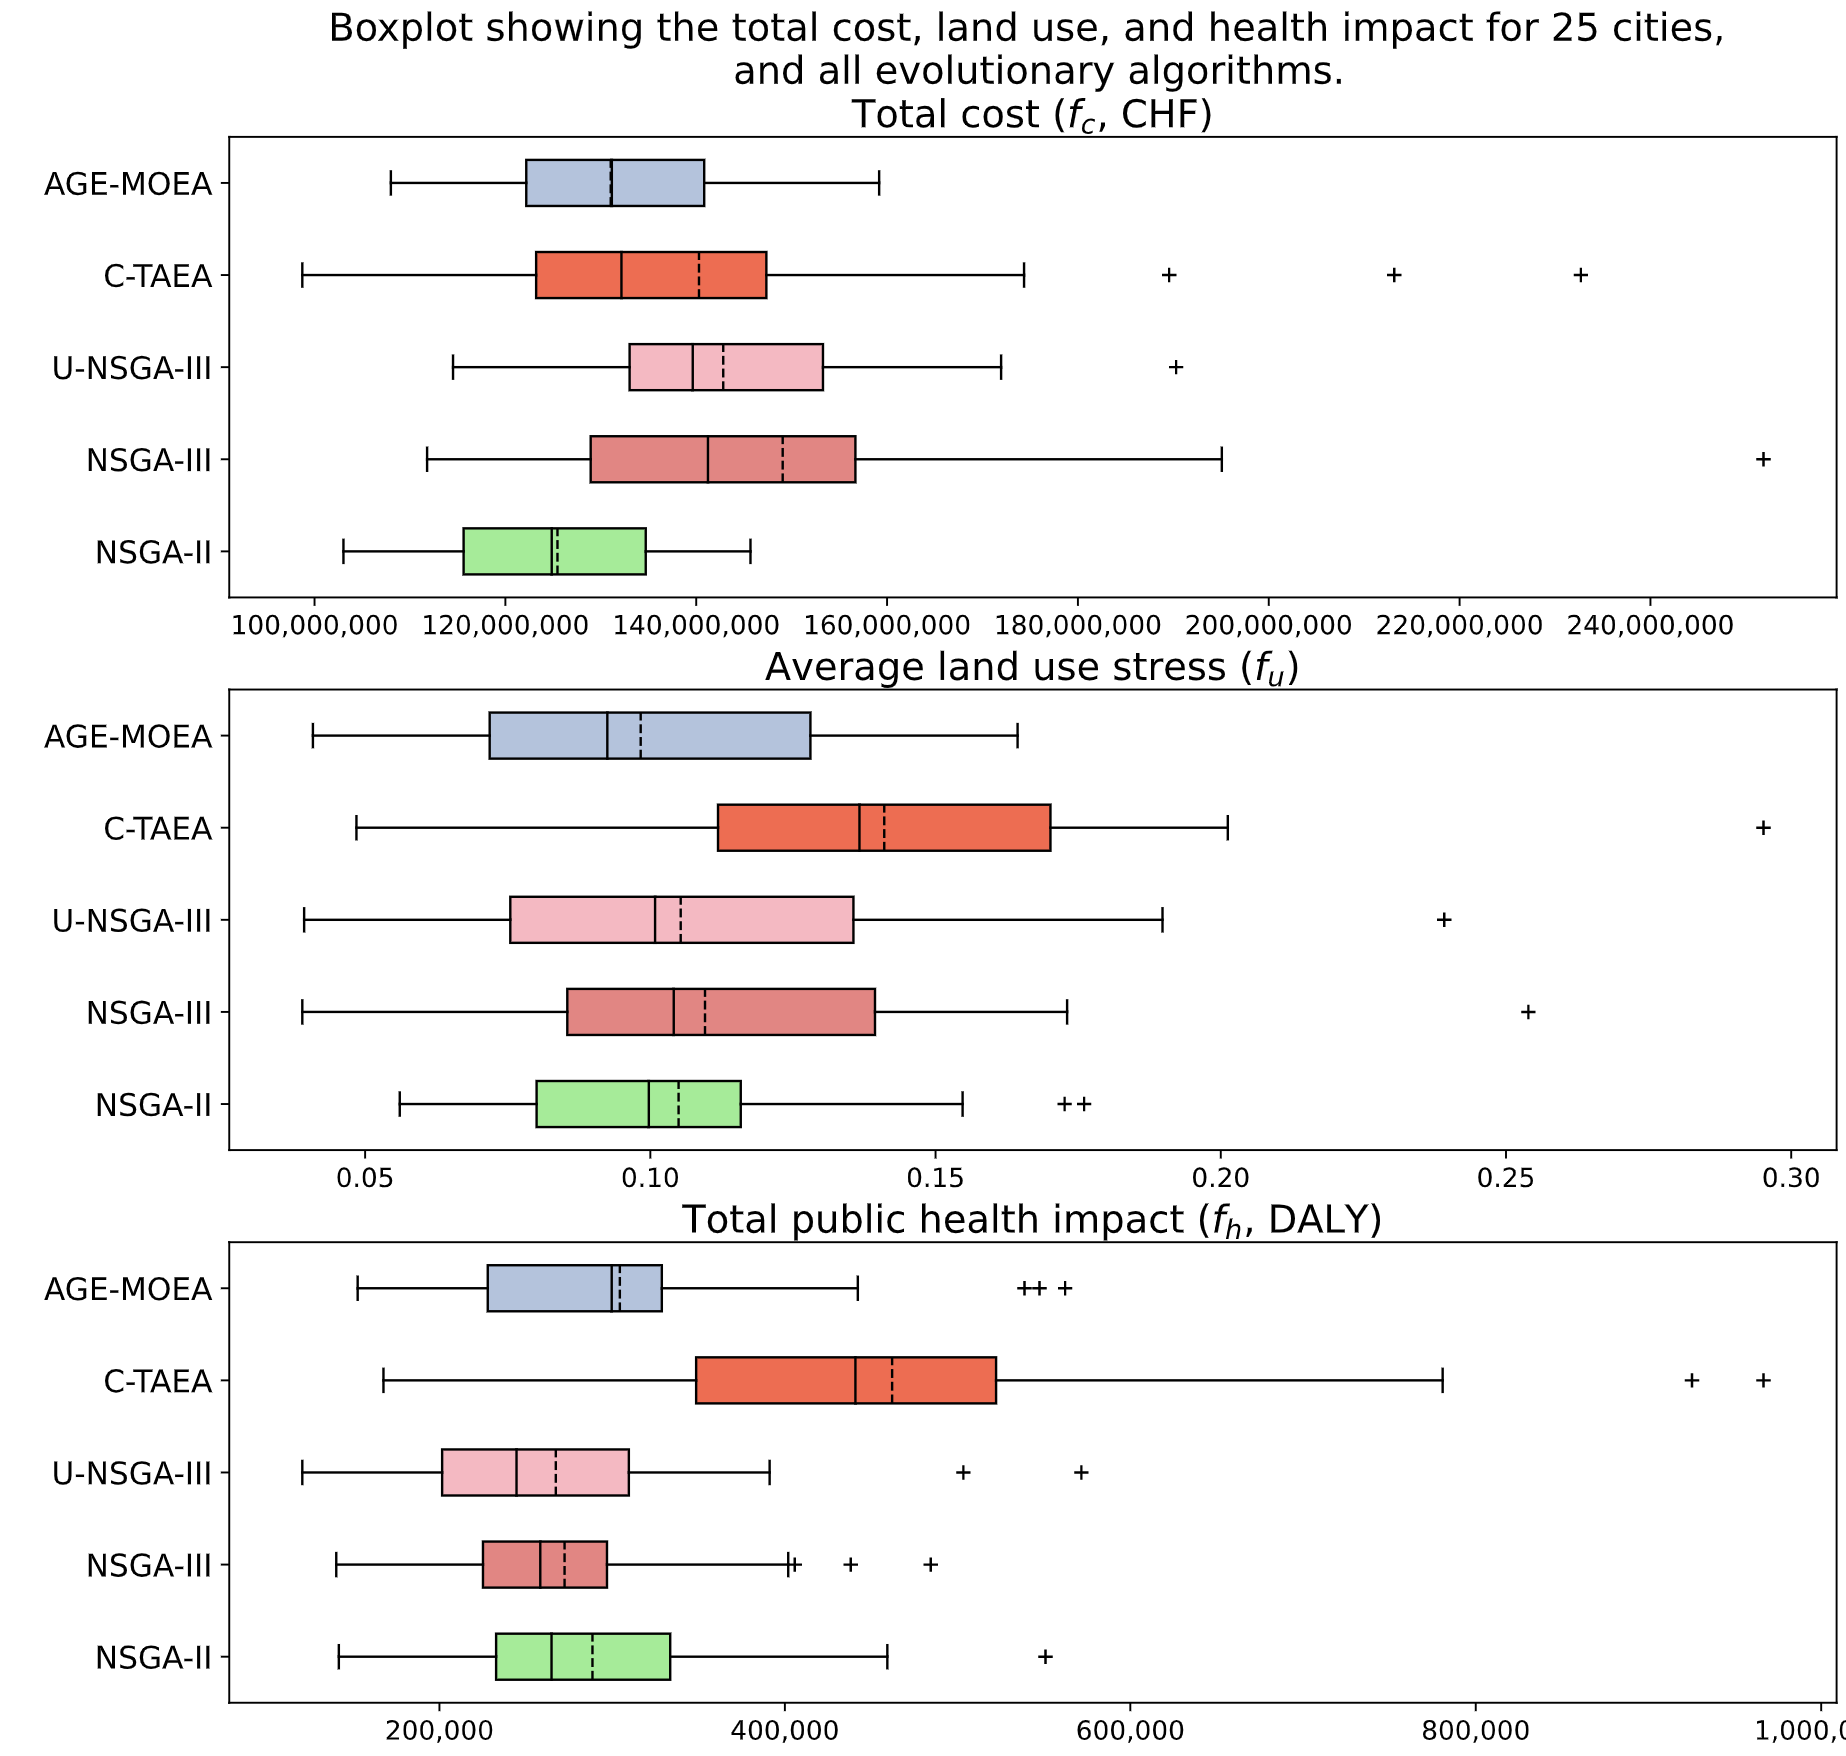 Boxplot showing the total cost, land use, and health impact for 25 cities,
and all evolutionary algorithms.
Total cost (f_c, CHF)
AGE-MOEA
C-TAEA
U-NSGA-III
NSGA-III
NSGA-II
100,000,000 120,000,000 140,000,000 160,000,000 180,000,000 200,000,000 220,000,000 240,000,000
Average land use stress (f_u)
AGE-MOEA
C-TAEA
U-NSGA-III
NSGA-III
NSGA-II
0.05 0.10 0.15 0.20 0.25 0.30
Total public health impact (f_h, DALY)
AGE-MOEA
C-TAEA
U-NSGA-III
NSGA-III
NSGA-II
200,000 400,000 600,000 800,000